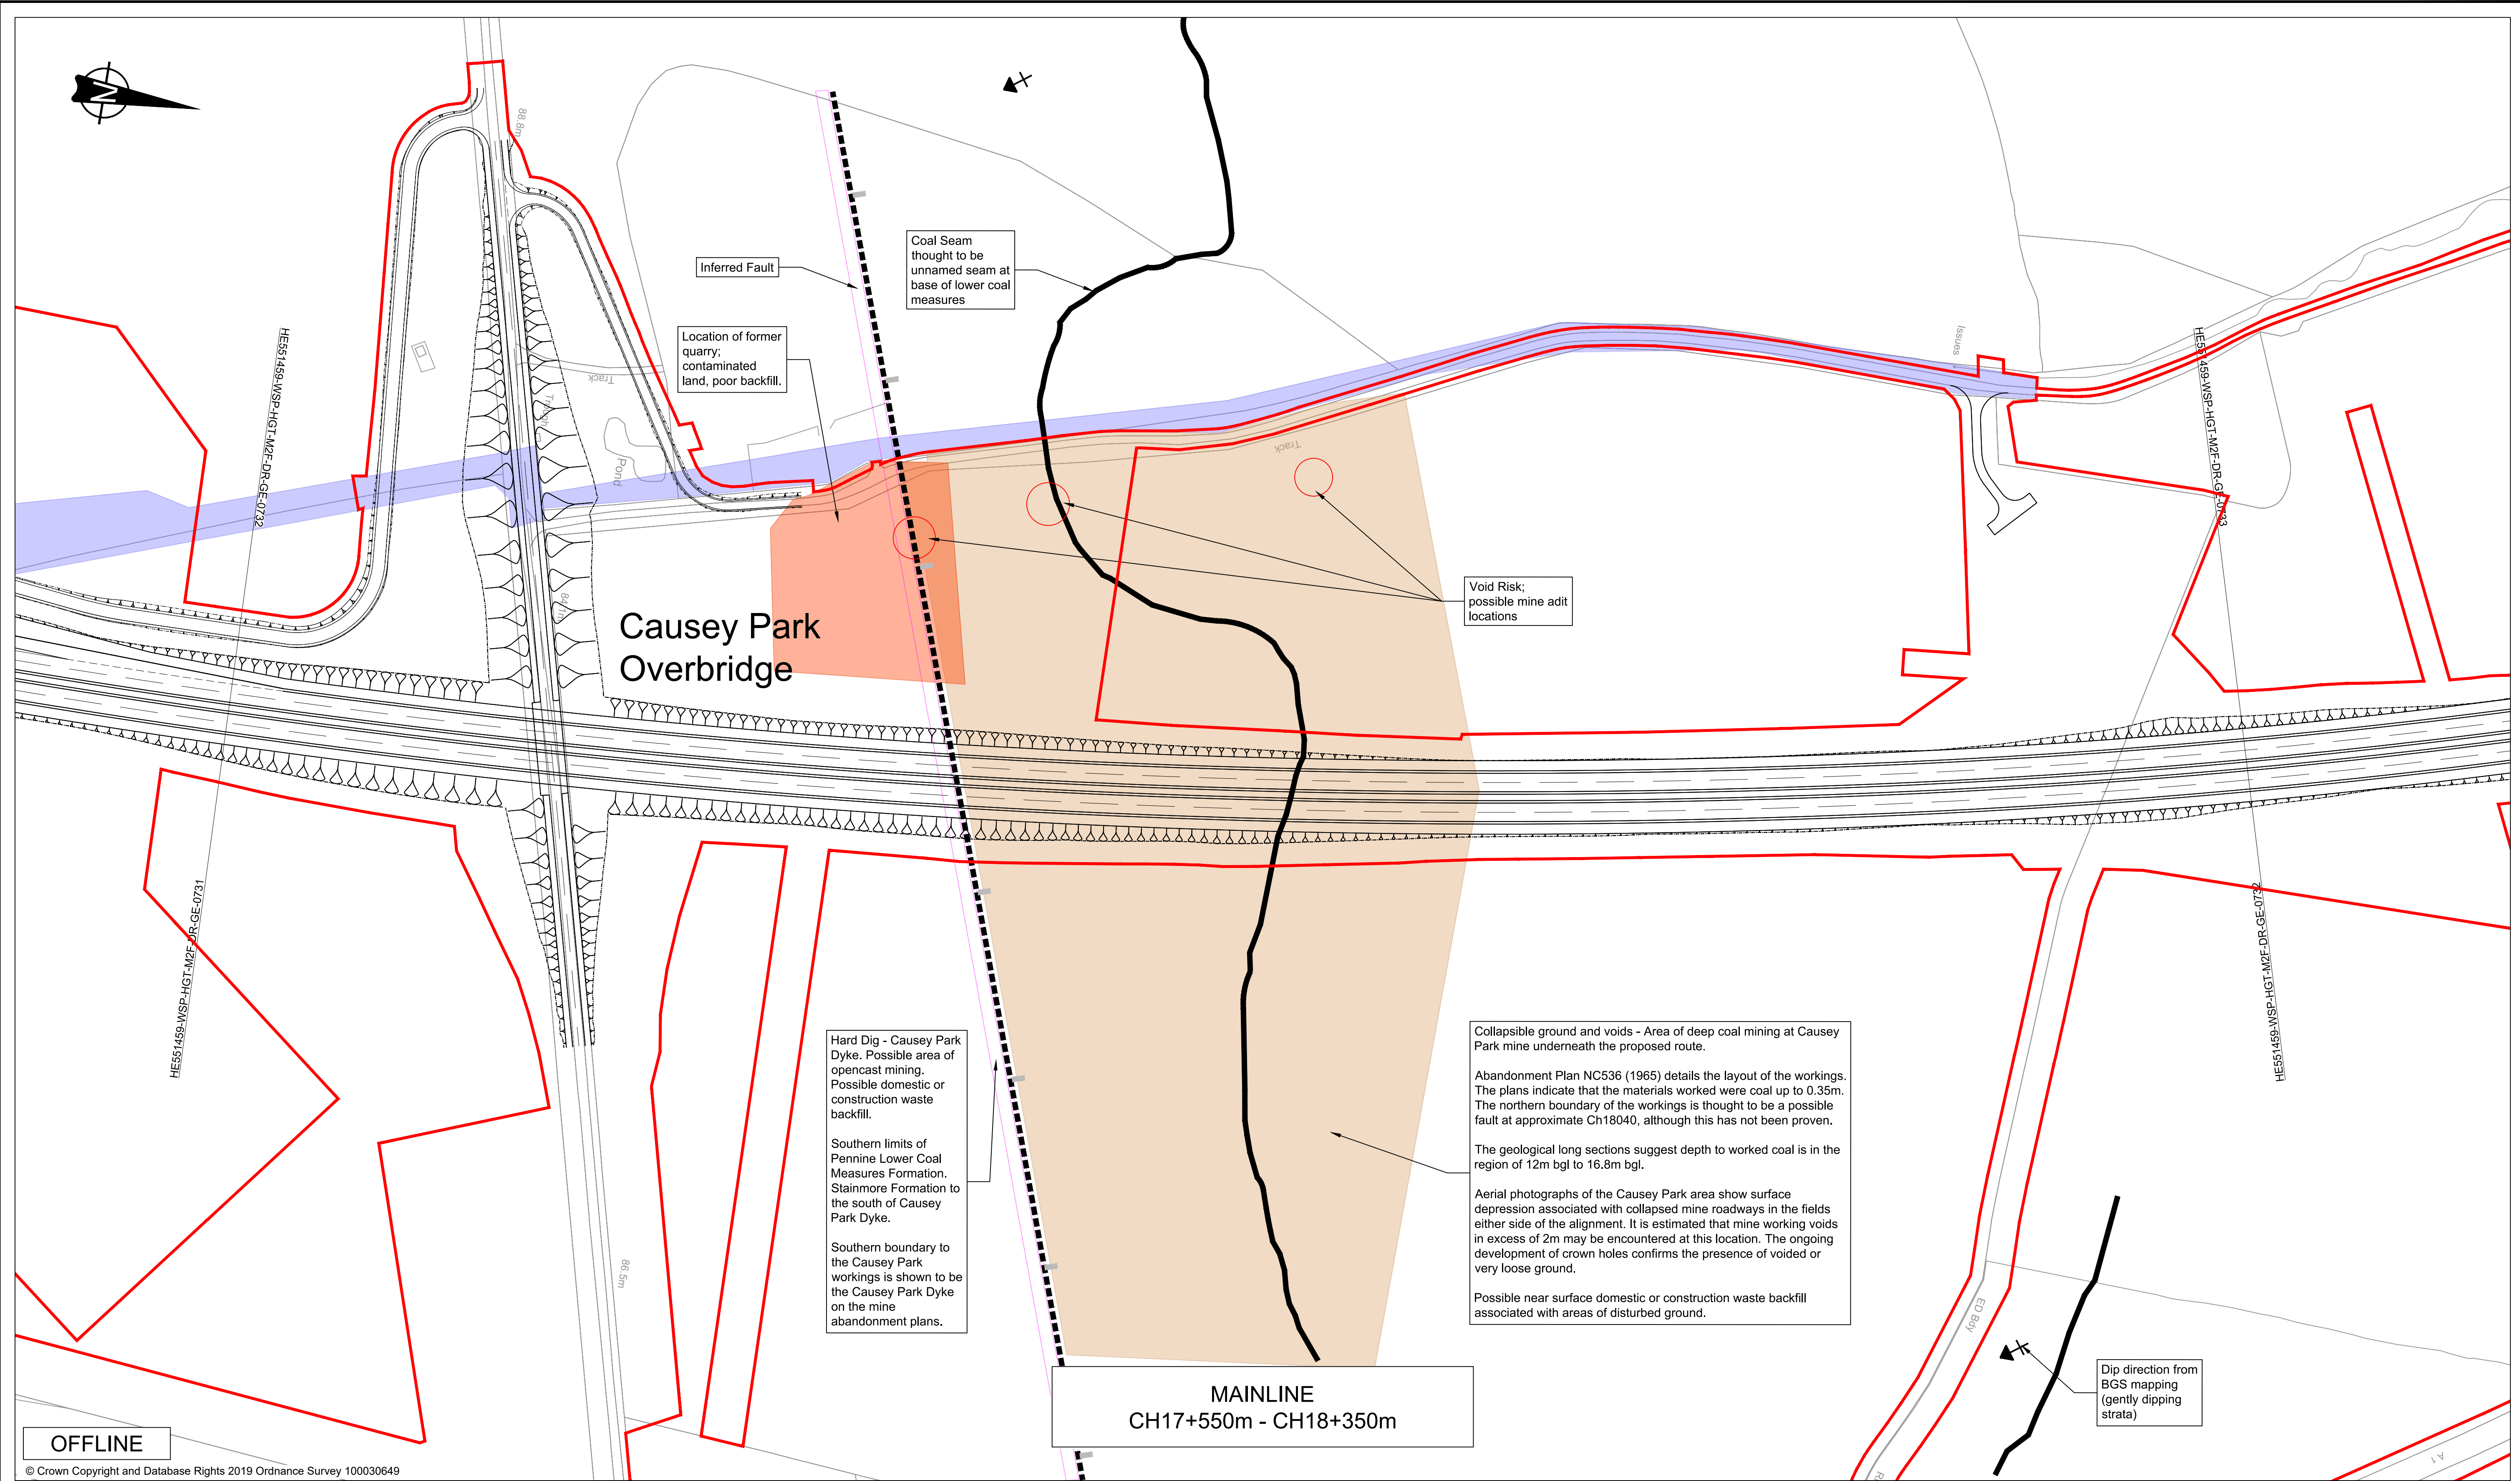 N
88.8m
HE551459-WSP-HGT-M2F-DR-GE-0732
HE551459-WSP-HGT-M2F-DR-GE-0731
Inferred Fault
Coal Seam
thought to be
unnamed seam at
base of lower coal
measures
Location of former
quarry;
contaminated
land, poor backfill.
Track
Pond
Track
Issues
HE551459-WSP-HGT-M2F-DR-GE-0733
HE551459-WSP-HGT-M2F-DR-GE-0732
Void Risk;
possible mine adit
locations
Causey Park
Overbridge
Hard Dig - Causey Park
Dyke. Possible area of
opencast mining.
Possible domestic or
construction waste
backfill.
Southern limits of
Pennine Lower Coal
Measures Formation.
Stainmore Formation to
the south of Causey
Park Dyke.
Southern boundary to
the Causey Park
workings is shown to be
the Causey Park Dyke
on the mine
abandonment plans.
Collapsible ground and voids - Area of deep coal mining at Causey
Park mine underneath the proposed route.
Abandonment Plan NC536 (1965) details the layout of the workings.
The plans indicate that the materials worked were coal up to 0.35m.
The northern boundary of the workings is thought to be a possible
fault at approximate Ch18040, although this has not been proven.
The geological long sections suggest depth to worked coal is in the
region of 12m bgl to 16.8m bgl.
Aerial photographs of the Causey Park area show surface
depression associated with collapsed mine roadways in the fields
either side of the alignment. It is estimated that mine working voids
in excess of 2m may be encountered at this location. The ongoing
development of crown holes confirms the presence of voided or
very loose ground.
Possible near surface domestic or construction waste backfill
associated with areas of disturbed ground.
86.5m
ED Bdy
Dip direction from
BGS mapping
(gently dipping
strata)
A 1
MAINLINE
CH17+550m - CH18+350m
OFFLINE
© Crown Copyright and Database Rights 2019 Ordnance Survey 100030649